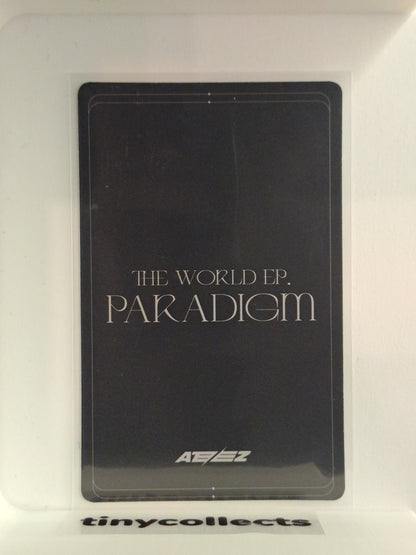 THE WORLD EP.
PARADIGM
ATEEZ
tinycollects